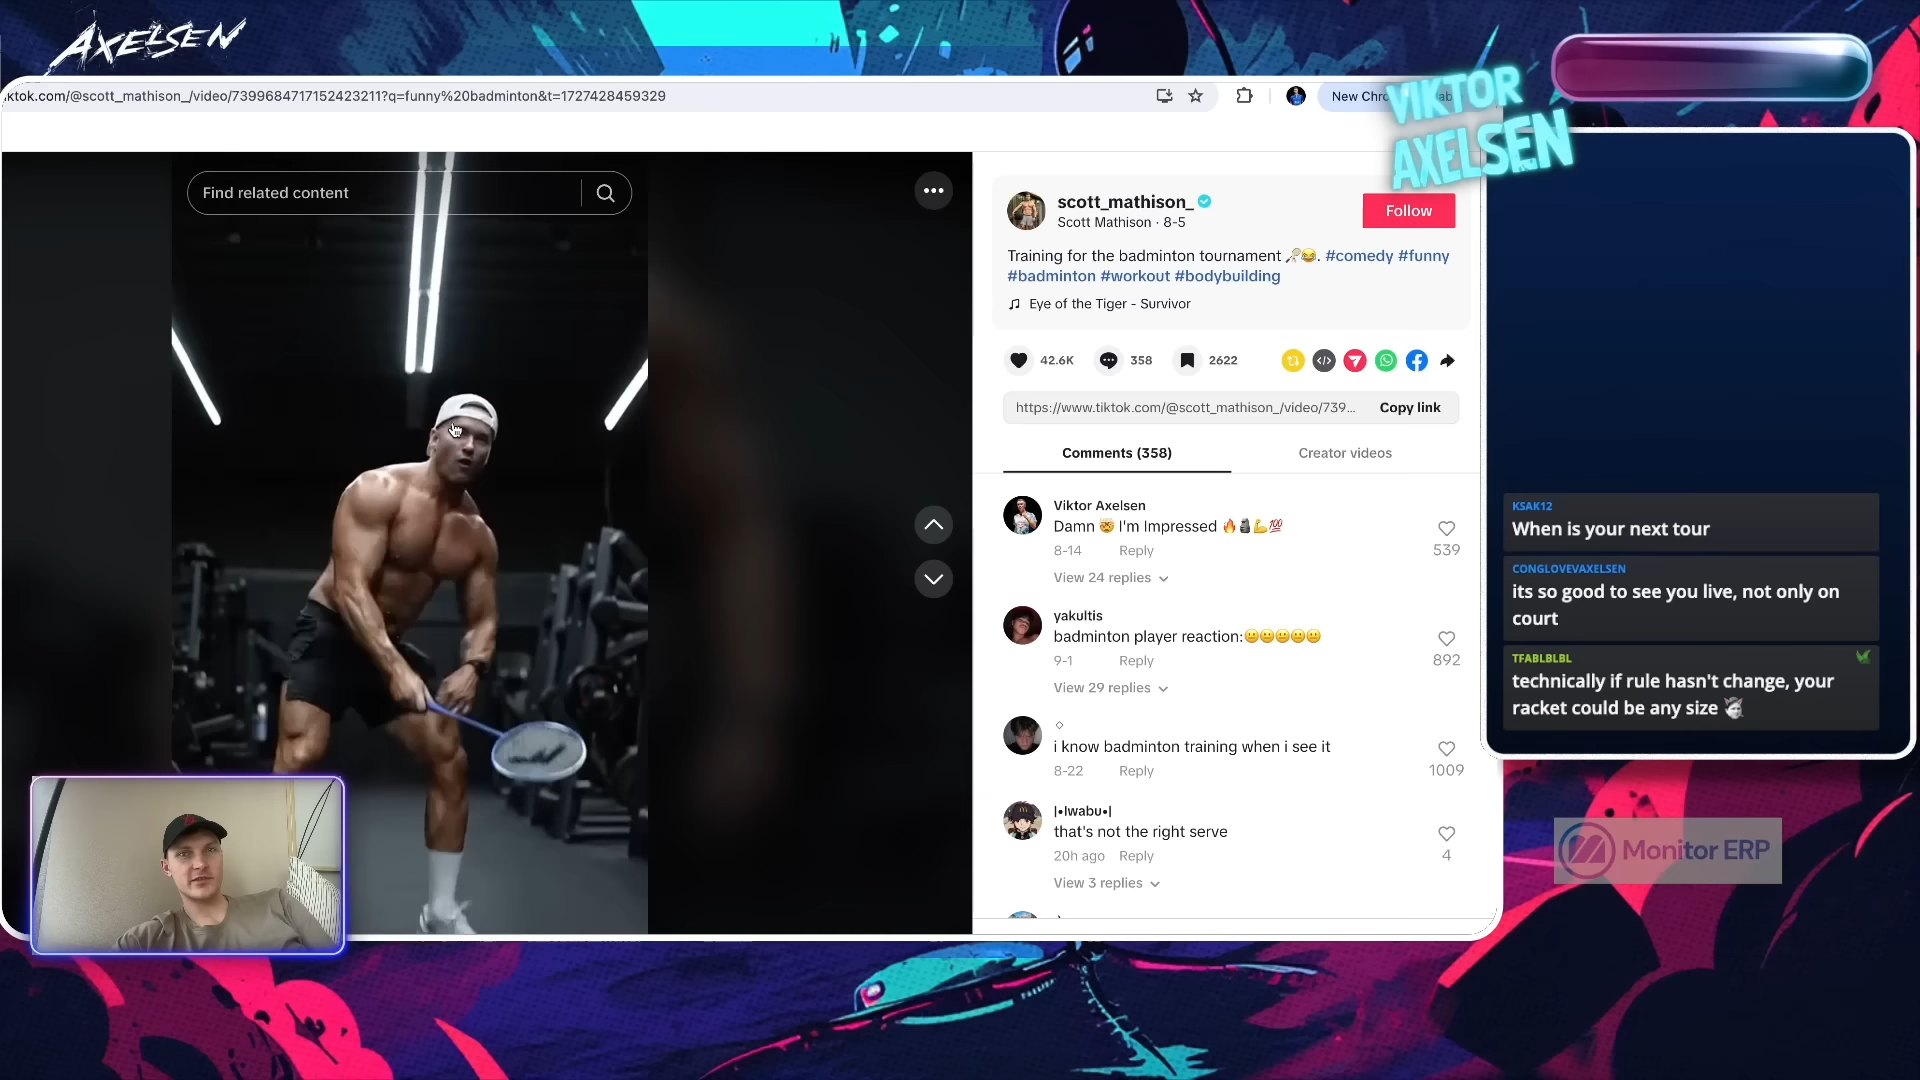 AXELSEN
ktok.com/@scott_mathison_/video/7399684717152423211?q=funny%20badminton&t=1727428459329
New Chro
VIKTOR
AXELSEN
Find related content
scott_mathison_
Scott Mathison · 8-5
Follow
Training for the badminton tournament 🏸😂. #comedy #funny
#badminton #workout #bodybuilding
Eye of the Tiger - Survivor
42.6K
358
2622
https://www.tiktok.com/@scott_mathison_/video/739...
Copy link
Comments (358)
Creator videos
Viktor Axelsen
Damn 🤯 I'm Impressed 🔥🗿💪💯
8-14 Reply
539
View 24 replies
yakultis
badminton player reaction:😐😐😐😐😐
9-1 Reply
892
View 29 replies
i know badminton training when i see it
8-22 Reply
1009
|•Iwabu•|
that's not the right serve
20h ago Reply
4
View 3 replies
KSAK12
When is your next tour
CONGLOVEVAXELSEN
its so good to see you live, not only on
court
TFABLBLBL
technically if rule hasn't change, your
racket could be any size
Monitor ERP